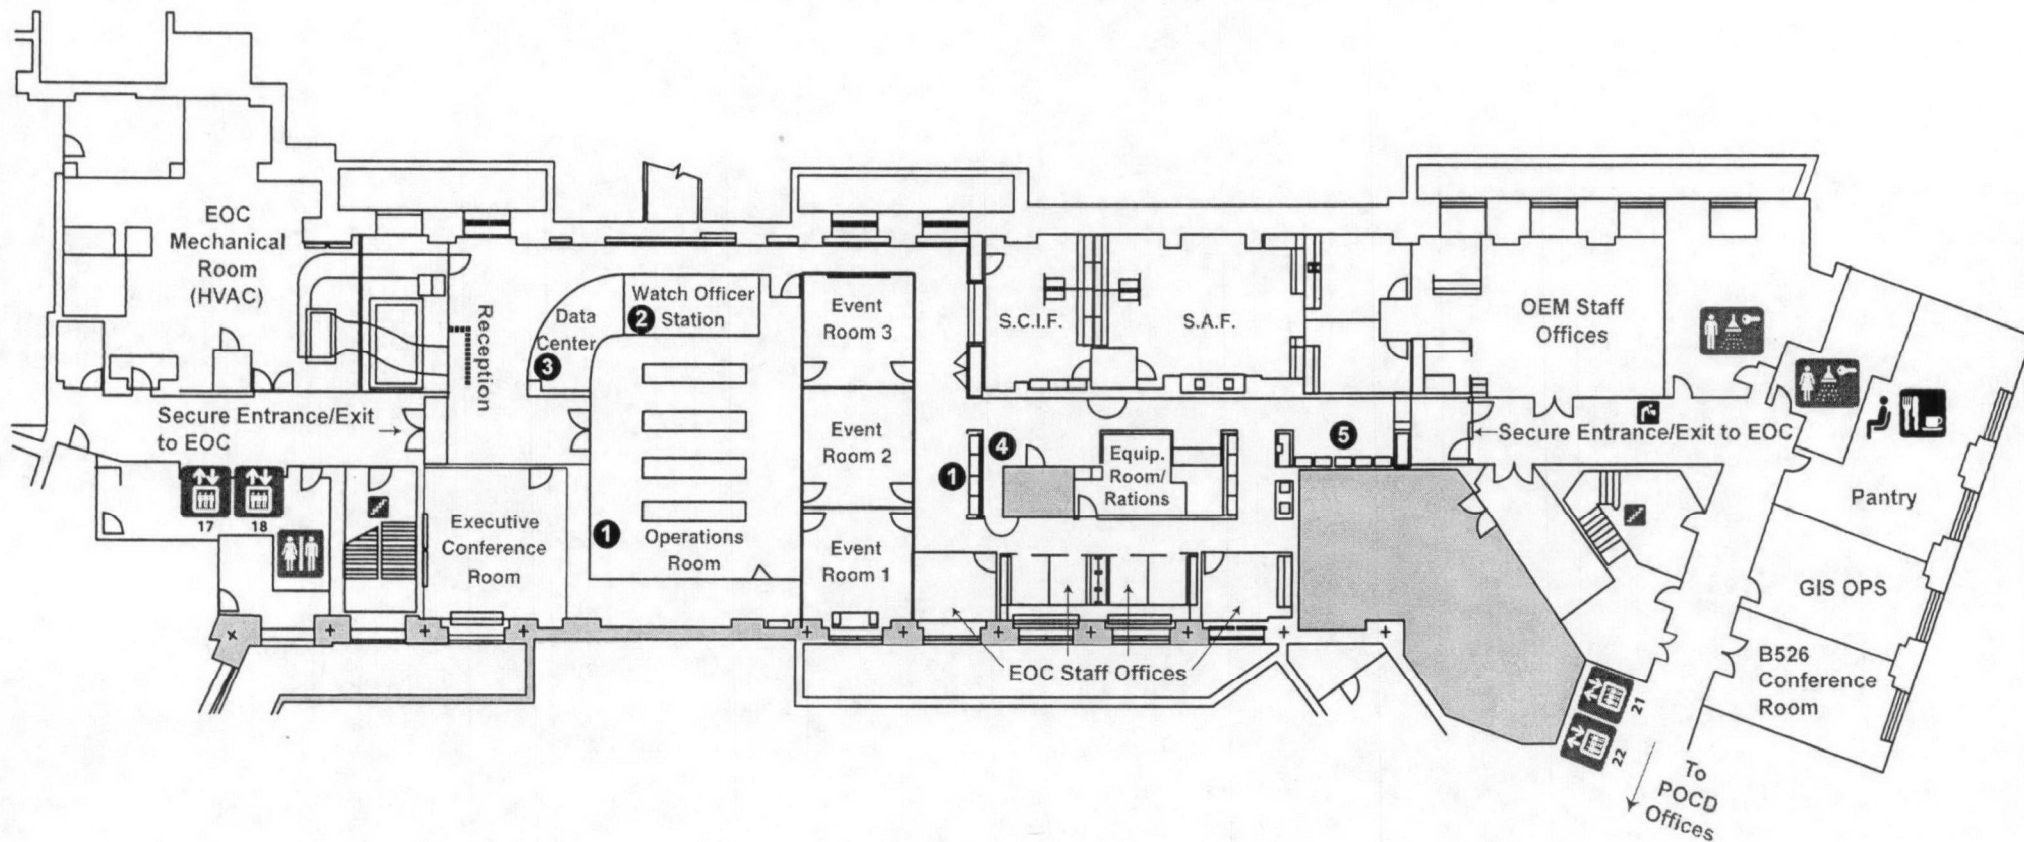 EOC
Mechanical
Room
(HVAC)
Reception
Data
Center
3
Watch Officer
2 Station
Event
Room 3
S.C.I.F.
S.A.F.
OEM Staff
Offices
Secure Entrance/Exit
to EOC
17
18
Executive
Conference
Room
1
Operations
Room
Event
Room 2
Event
Room 1
1
4
Equip.
Room/
Rations
5
Secure Entrance/Exit to EOC
Pantry
GIS OPS
B526
Conference
Room
EOC Staff Offices
21
22
To
POCD
Offices